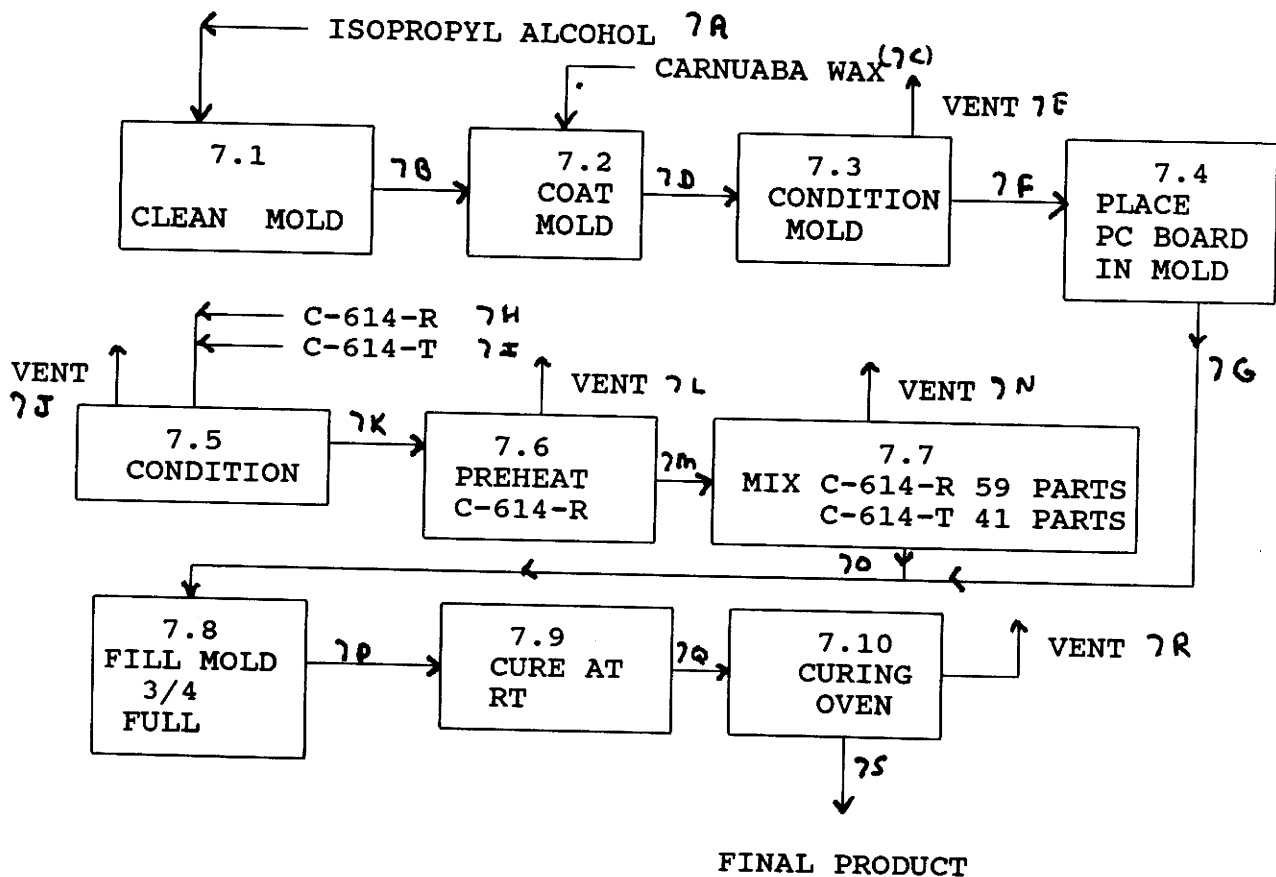 ISOPROPYL ALCOHOL 7A
CARNUABA WAX (7C)
VENT 7E
7.1
CLEAN MOLD
7B
7.2
COAT
MOLD
7D
7.3
CONDITION
MOLD
7F
7.4
PLACE
PC BOARD
IN MOLD
C-614-R 7H
C-614-T 7I
VENT
7J
VENT 7L
VENT 7N
7G
7.5
CONDITION
7K
7.6
PREHEAT
C-614-R
7M
7.7
MIX C-614-R 59 PARTS
C-614-T 41 PARTS
7O
7.8
FILL MOLD
3/4
FULL
7P
7.9
CURE AT
RT
7Q
7.10
CURING
OVEN
VENT 7R
7S
FINAL PRODUCT